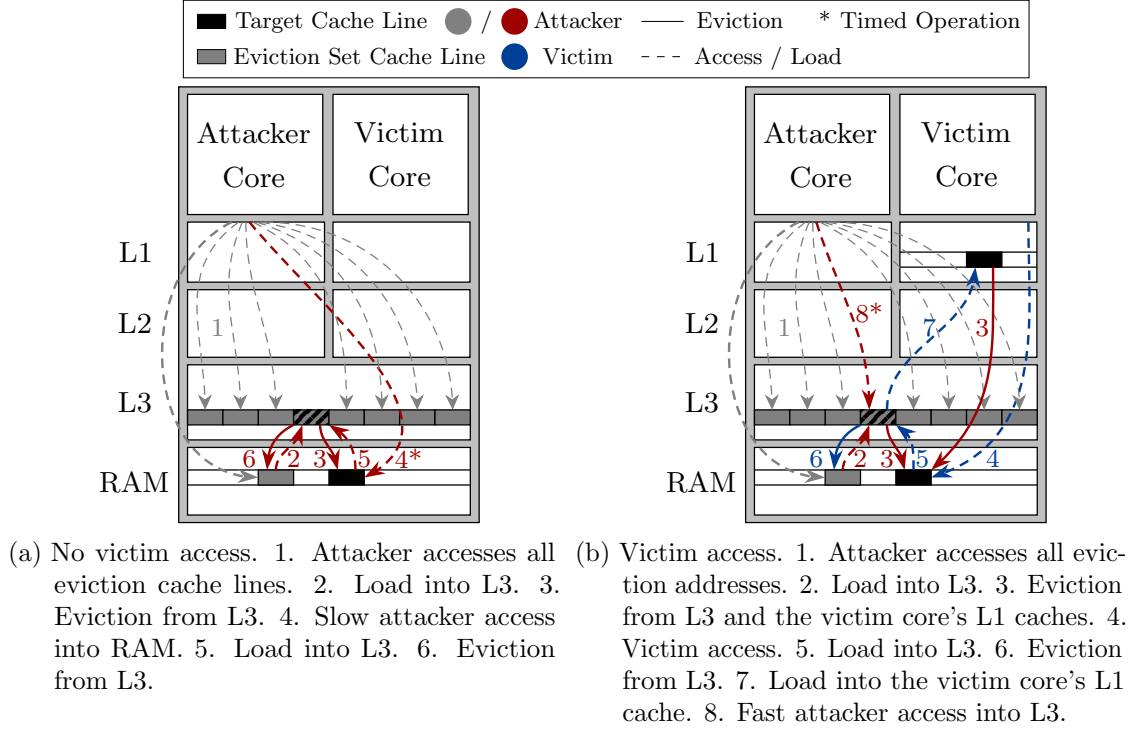 Target Cache Line / Attacker Eviction * Timed Operation
Eviction Set Cache Line Victim Access / Load
Attacker Core
Victim Core
L1
L2
L3
RAM
1
6
2
3
5
4*
Attacker Core
Victim Core
L1
L2
L3
RAM
1
8*
7
3
6
2
3
5
4
(a) No victim access. 1. Attacker accesses all
eviction cache lines. 2. Load into L3. 3.
Eviction from L3. 4. Slow attacker access
into RAM. 5. Load into L3. 6. Eviction
from L3.
(b) Victim access. 1. Attacker accesses all evic-
tion addresses. 2. Load into L3. 3. Eviction
from L3 and the victim core's L1 caches. 4.
Victim access. 5. Load into L3. 6. Eviction
from L3. 7. Load into the victim core's L1
cache. 8. Fast attacker access into L3.